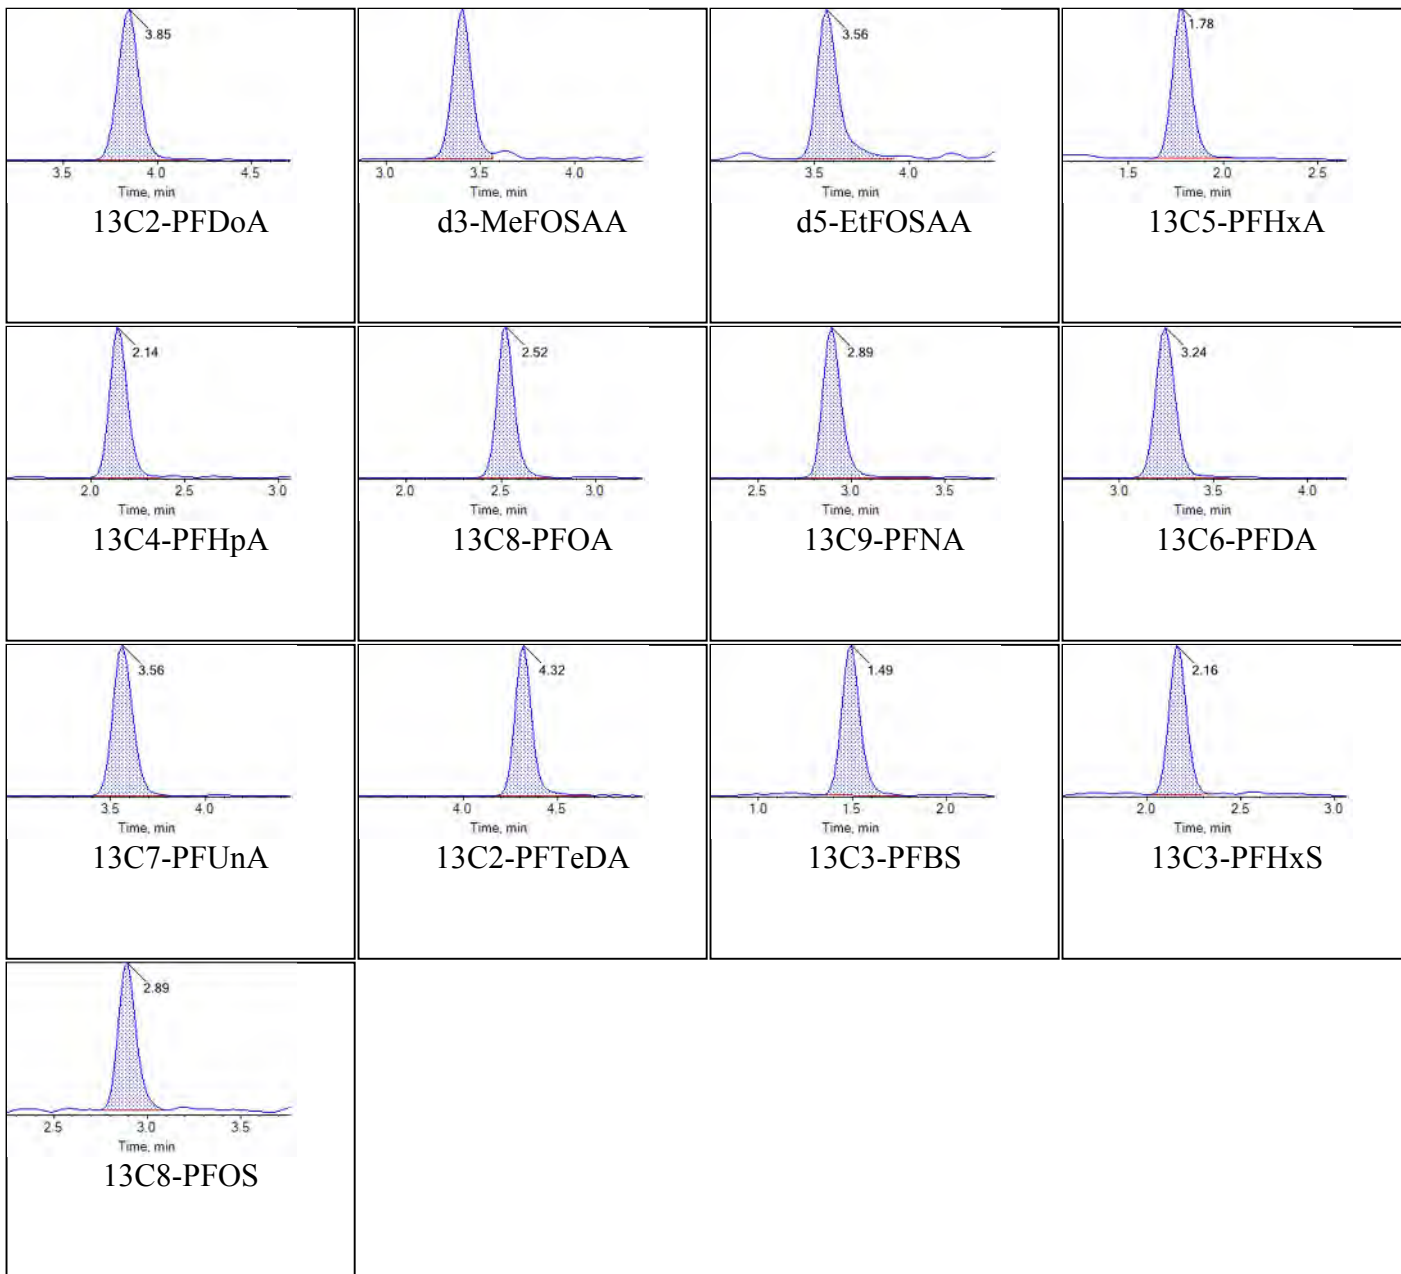 3.85
3.5 4.0 4.5
Time, min
13C2-PFDoA
3.0 3.5 4.0
Time, min
d3-MeFOSAA
3.56
3.5 4.0
Time, min
d5-EtFOSAA
1.78
1.5 2.0 2.5
Time, min
13C5-PFHxA
2.14
2.0 2.5 3.0
Time, min
13C4-PFHpA
2.52
2.0 2.5 3.0
Time, min
13C8-PFOA
2.89
2.5 3.0 3.5
Time, min
13C9-PFNA
3.24
3.0 3.5 4.0
Time, min
13C6-PFDA
3.56
3.5 4.0
Time, min
13C7-PFUnA
4.32
4.0 4.5
Time, min
13C2-PFTeDA
1.49
1.0 1.5 2.0
Time, min
13C3-PFBS
2.16
2.0 2.5 3.0
Time, min
13C3-PFHxS
2.89
2.5 3.0 3.5
Time, min
13C8-PFOS